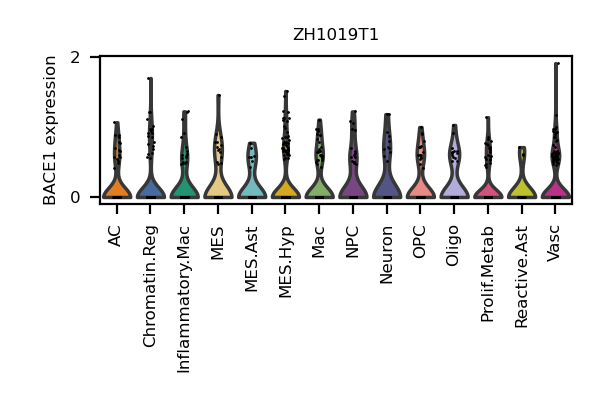 ZH1019T1
BACE1 expression
2
0
AC
Chromatin.Reg
Inflammatory.Mac
MES
MES.Ast
MES.Hyp
Mac
NPC
Neuron
OPC
Oligo
Prolif.Metab
Reactive.Ast
Vasc